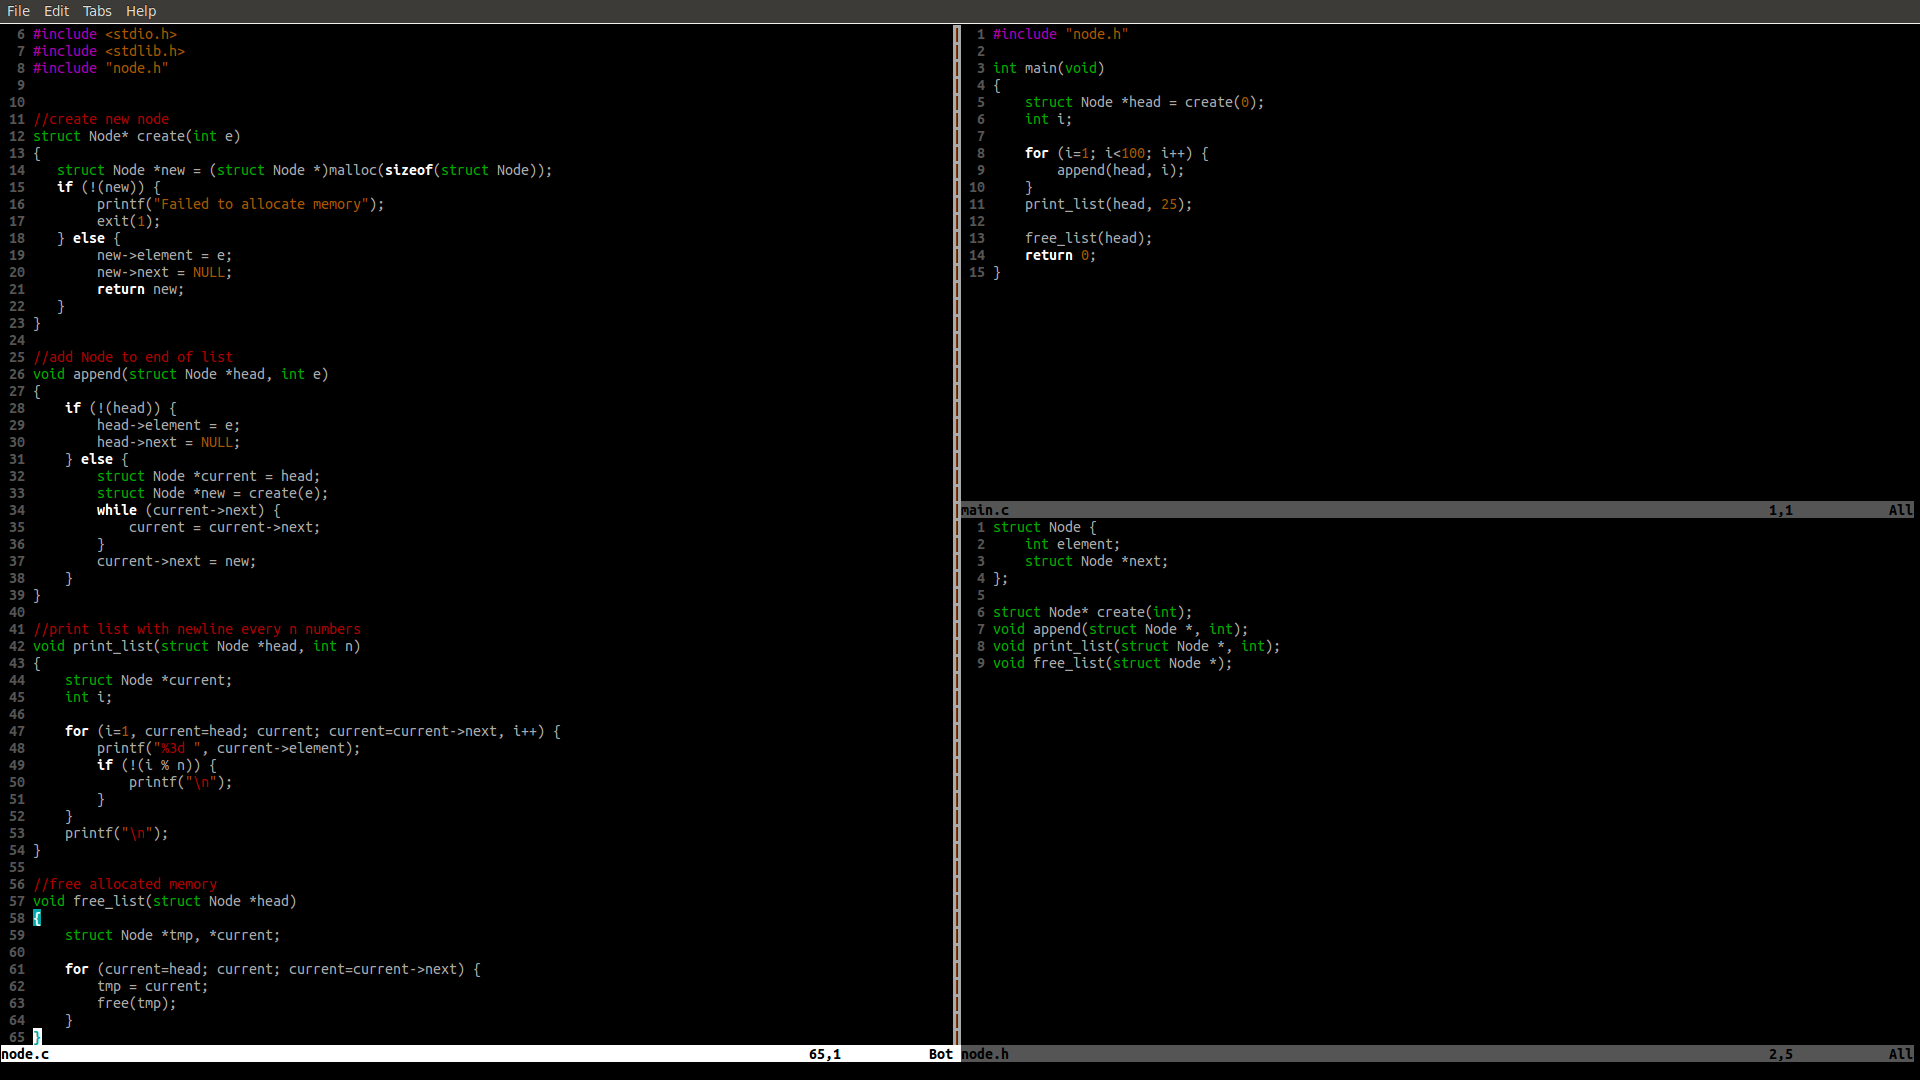 File Edit Tabs Help
6 #include <stdio.h>
7 #include <stdlib.h>
8 #include "node.h"
9
10
11 //create new node
12 struct Node* create(int e)
13 {
14    struct Node *new = (struct Node *)malloc(sizeof(struct Node));
15    if (!(new)) {
16         printf("Failed to allocate memory");
17         exit(1);
18    } else {
19         new->element = e;
20         new->next = NULL;
21         return new;
22    }
23 }
24
25 //add Node to end of list
26 void append(struct Node *head, int e)
27 {
28     if (!(head)) {
29         head->element = e;
30         head->next = NULL;
31     } else {
32         struct Node *current = head;
33         struct Node *new = create(e);
34         while (current->next) {
35             current = current->next;
36         }
37         current->next = new;
38     }
39 }
40
41 //print list with newline every n numbers
42 void print_list(struct Node *head, int n)
43 {
44     struct Node *current;
45     int i;
46
47     for (i=1, current=head; current; current=current->next, i++) {
48         printf("%3d ", current->element);
49         if (!(i % n)) {
50             printf("\n");
51         }
52     }
53     printf("\n");
54 }
55
56 //free allocated memory
57 void free_list(struct Node *head)
58 {
59     struct Node *tmp, *current;
60
61     for (current=head; current; current=current->next) {
62         tmp = current;
63         free(tmp);
64     }
65 }
node.c 65,1 Bot
1 #include "node.h"
2
3 int main(void)
4 {
5     struct Node *head = create(0);
6     int i;
7
8     for (i=1; i<100; i++) {
9         append(head, i);
10     }
11     print_list(head, 25);
12
13     free_list(head);
14     return 0;
15 }
main.c 1,1 All
1 struct Node {
2     int element;
3     struct Node *next;
4 };
5
6 struct Node* create(int);
7 void append(struct Node *, int);
8 void print_list(struct Node *, int);
9 void free_list(struct Node *);
node.h 2,5 All